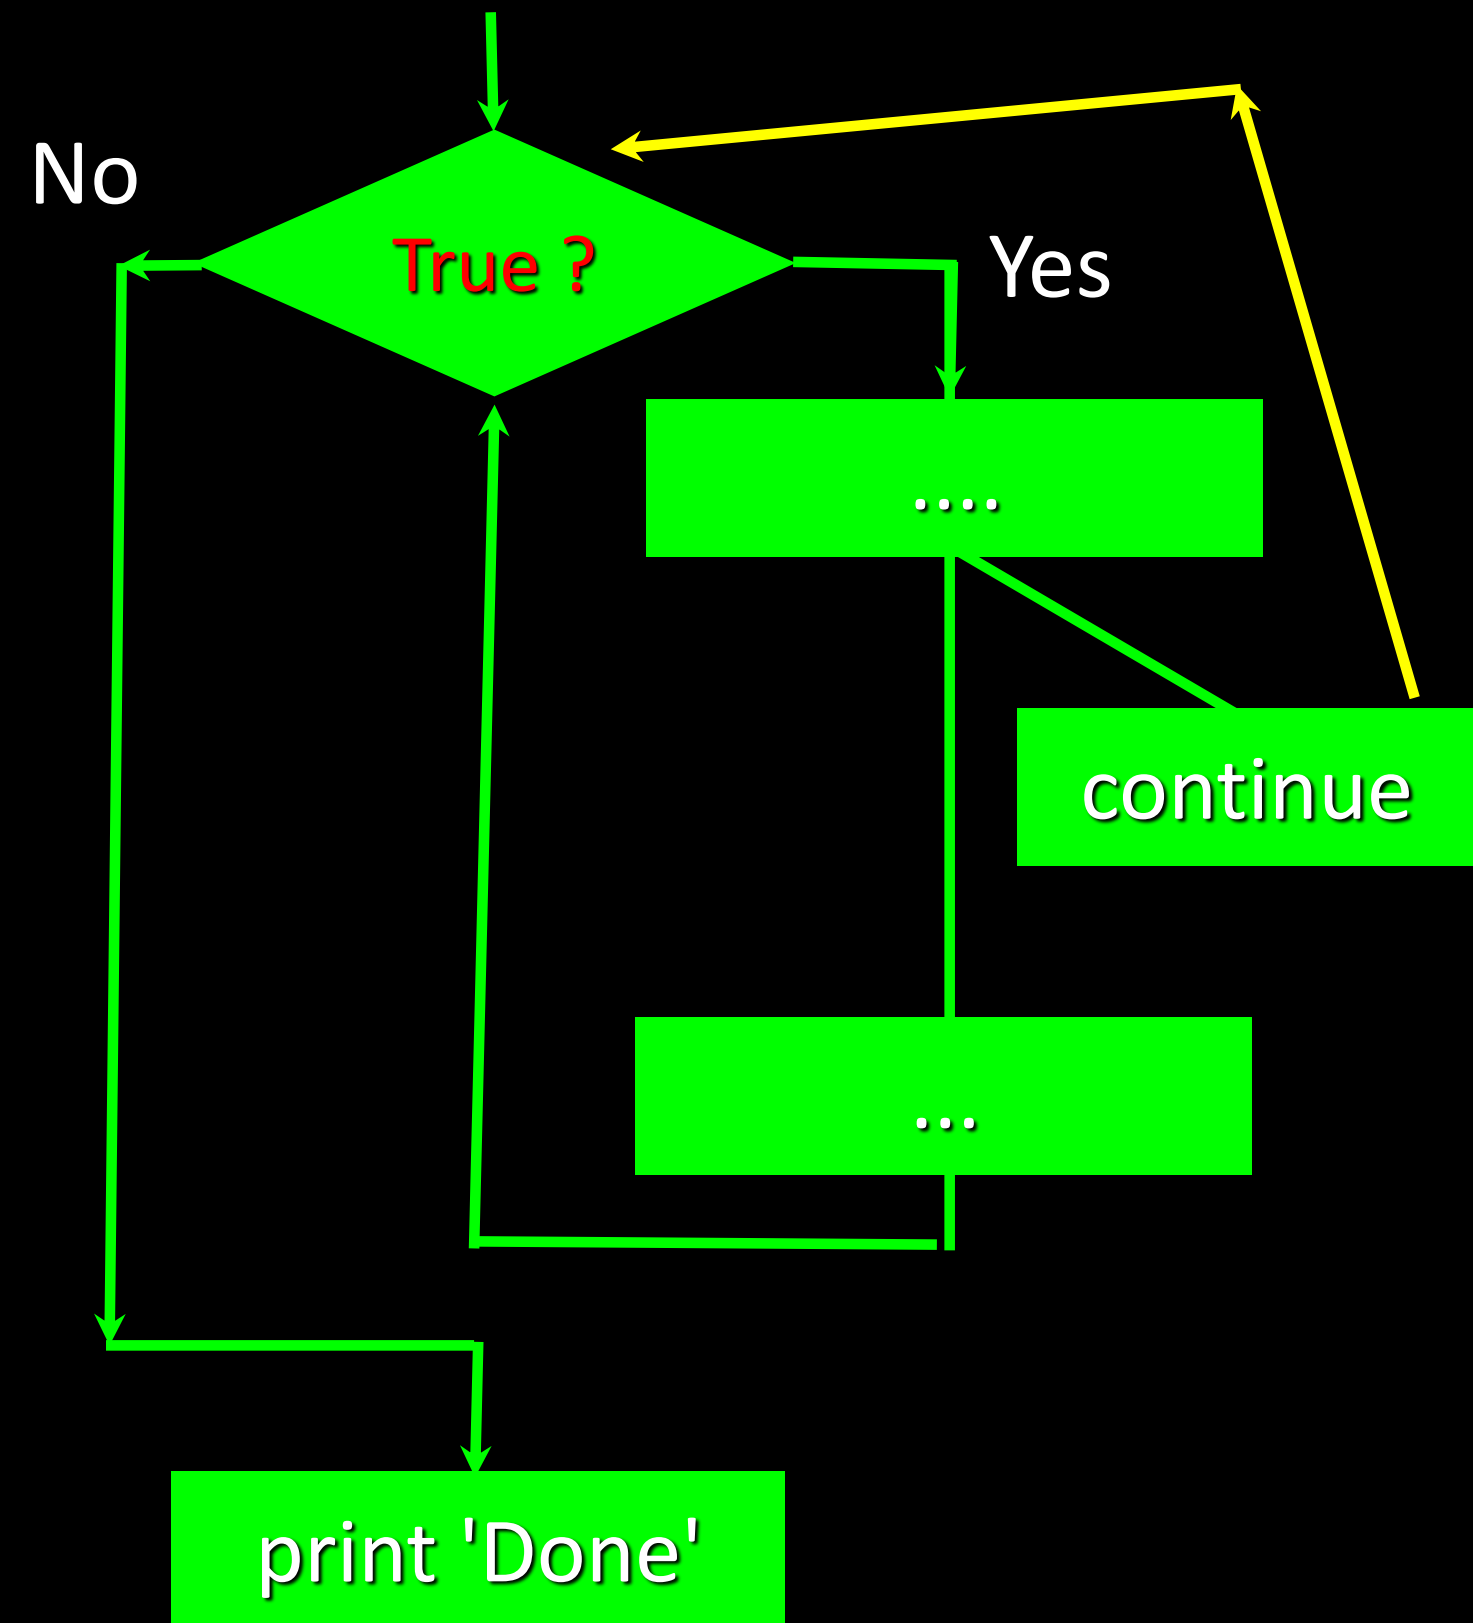 No
True ?
Yes
....
continue
...
print 'Done'